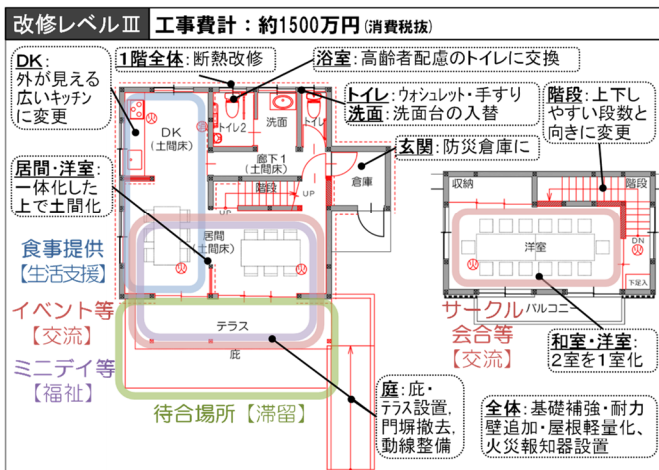 改修レベルⅢ 工事費計：約1500万円(消費税抜)
DK:
外が見える
広いキッチン
に変更
1階全体：断熱改修
浴室：高齢者配慮のトイレに交換
トイレ：ウォシュレット・手すり
洗面：洗面台の入替
階段：上下し
やすい段数と
向きに変更
玄関：防災倉庫に
居間・洋室：
一体化した
上で土間化
DK
(土間床)
トイレ2
洗面
トイレ
廊下1
(土間床)
階段
UP
UP
倉庫
居間
(土間床)
火
火
火
火
テラス
庇
収納
階段
洋室
DN
火
火
下足入
バルコニー
食事提供
【生活支援】
イベント等
【交流】
ミニデイ等
【福祉】
待合場所【滞留】
サークル
会合等
【交流】
和室・洋室：
2室を1室化
庭：庇・
テラス設置,
門塀撤去,
動線整備
全体：基礎補強・耐力
壁追加・屋根軽量化、
火災報知器設置